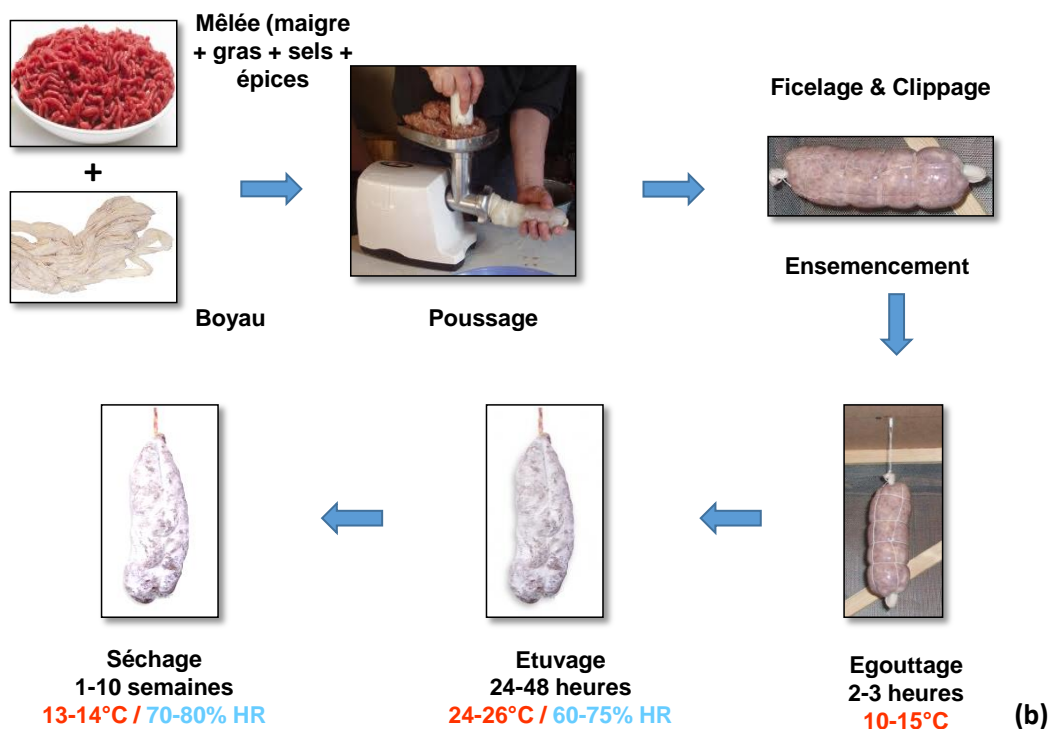 Mêlée (maigre
+ gras + sels +
épices
+
Boyau
Poussage
Ficelage & Clippage
Ensemencement
Egouttage
2-3 heures
10-15°C
Etuvage
24-48 heures
24-26°C / 60-75% HR
Séchage
1-10 semaines
13-14°C / 70-80% HR
(b)